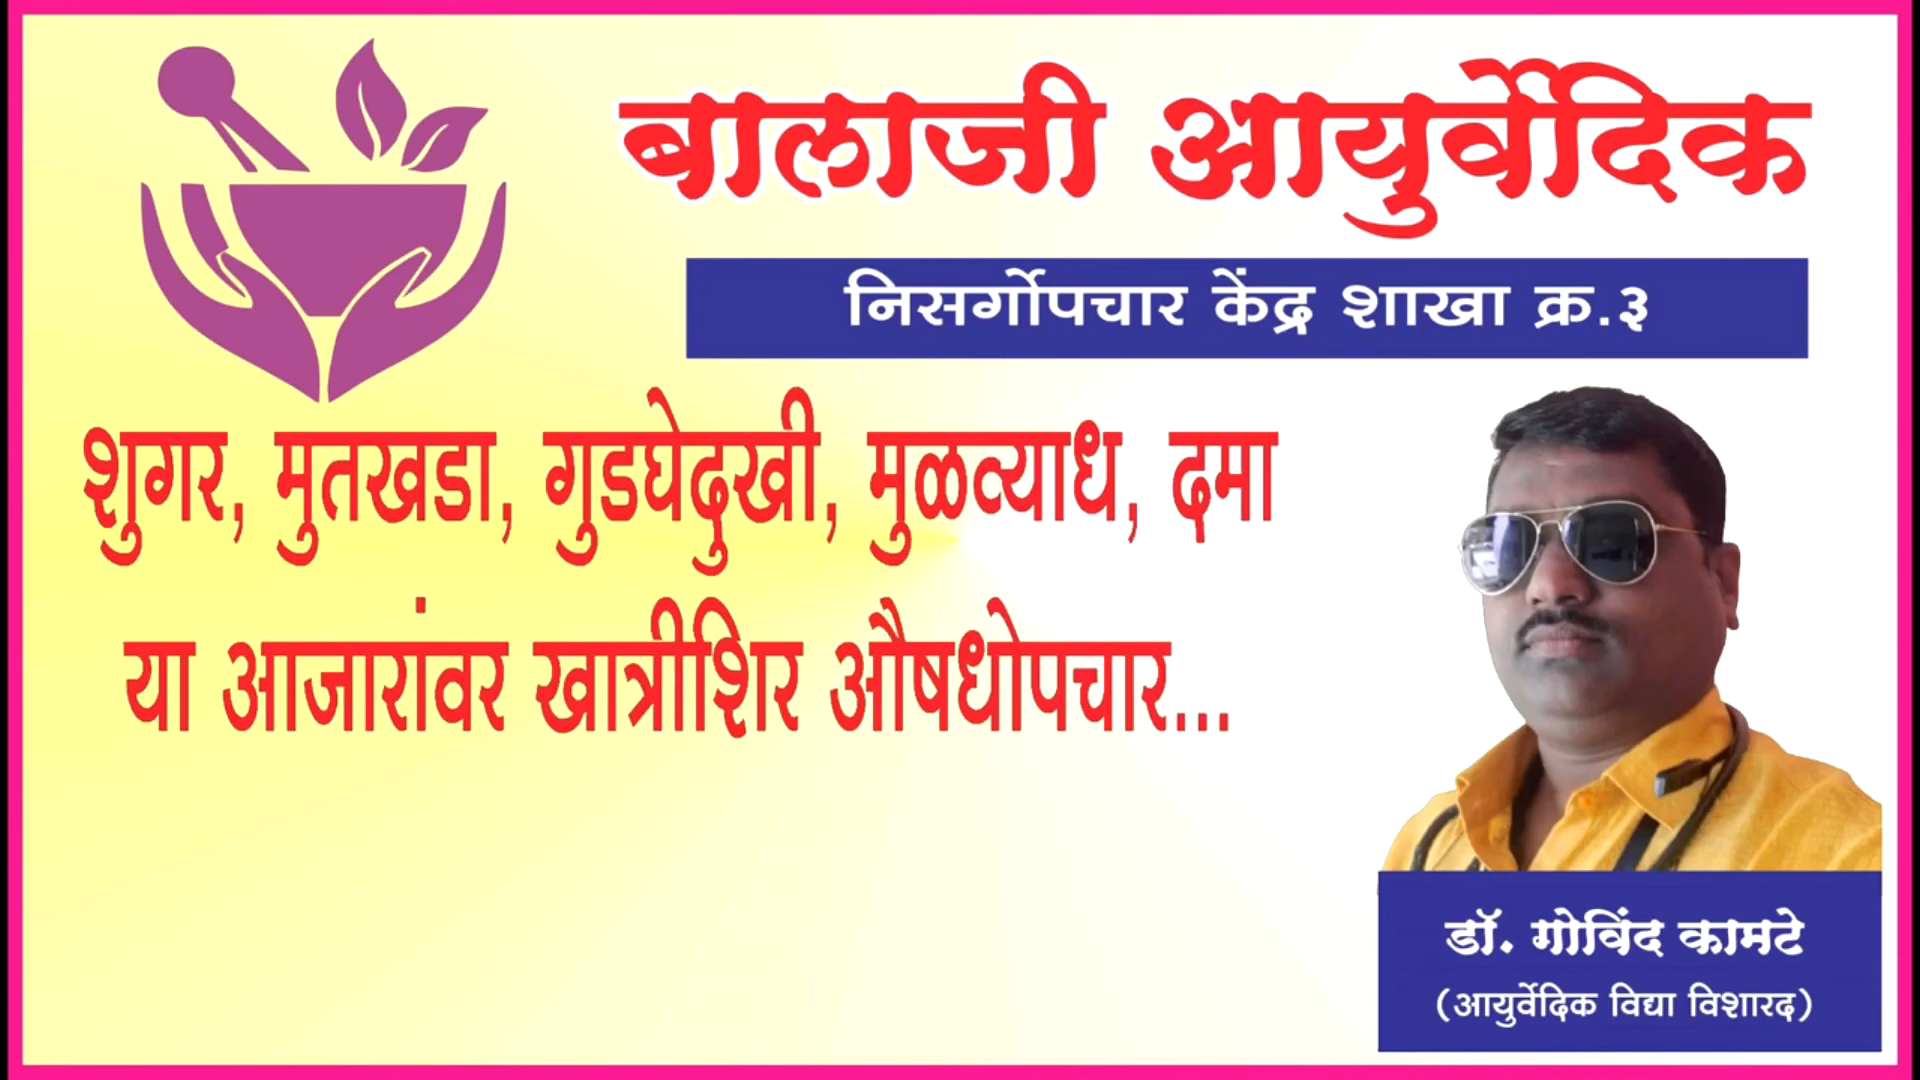 बालाजी आयुर्वेदिक
निसर्गोपचार केंद्र शाखा क्र.३
शुगर, मुतखडा, गुडघेदुखी, मुळव्याध, दमा
या आजारांवर खात्रीशिर औषधोपचार...
डॉ. गोविंद कामटे
(आयुर्वेदिक विद्या विशारद)